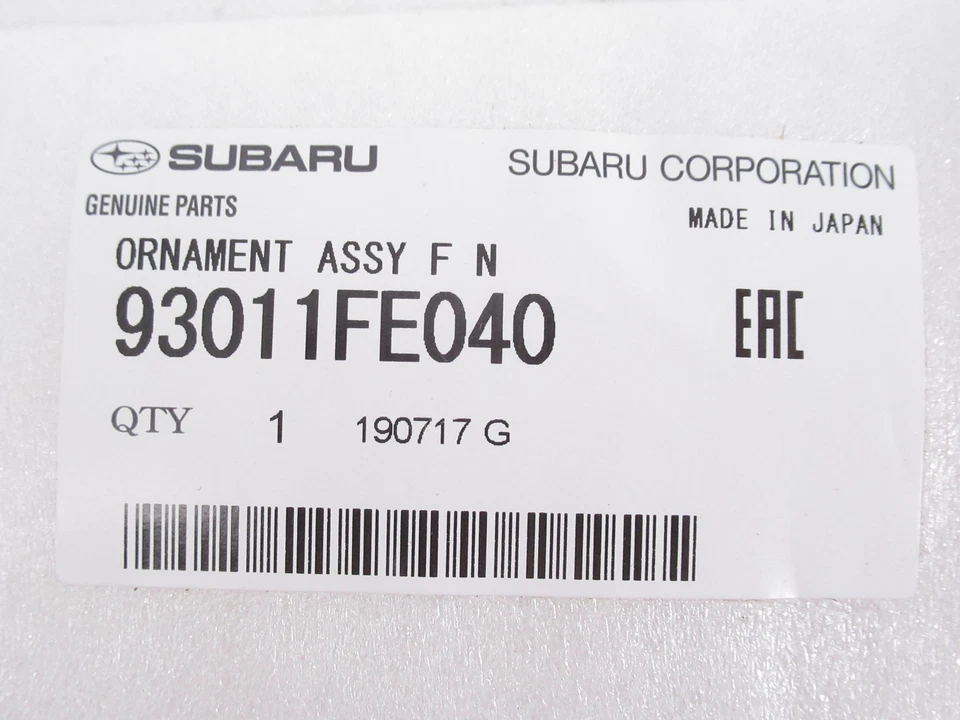 SUBARU
SUBARU CORPORATION
GENUINE PARTS
MADE IN JAPAN
ORNAMENT ASSY F N
93011FE040
EAC
QTY 1 190717 G